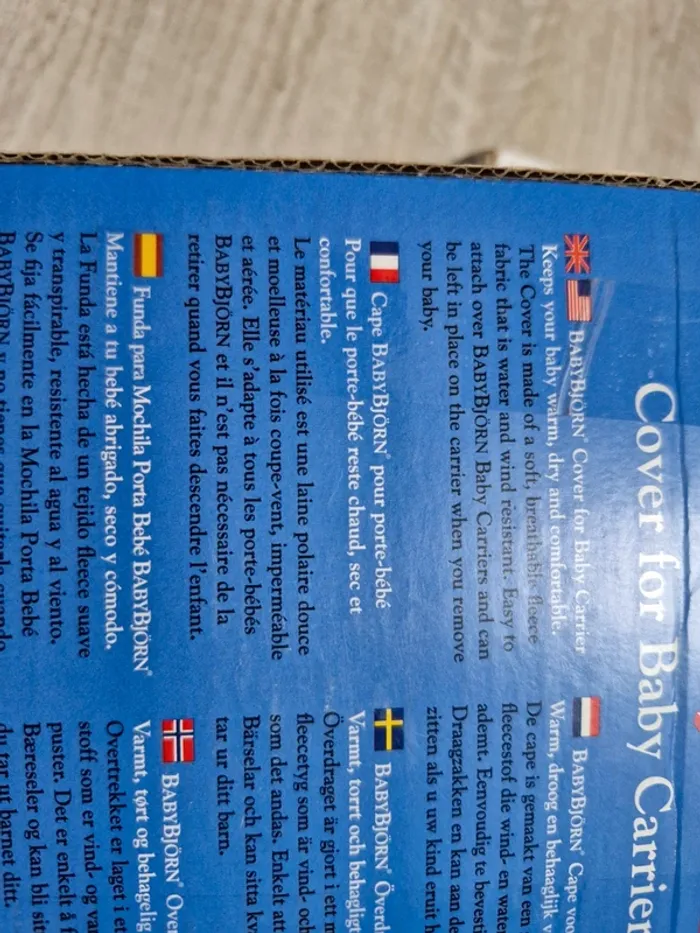 Cover for Baby Carrier
BABYBJÖRN® Cover for Baby Carrier
Keeps your baby warm, dry and comfortable.
The Cover is made of a soft, breathable fleece
fabric that is water and wind resistant. Easy to
attach over BABYBJÖRN Baby Carriers and can
be left in place on the carrier when you remove
your baby.
Cape BABYBJÖRN® pour porte-bébé
Pour que le porte-bébé reste chaud, sec et
confortable.
Le matériau utilisé est une laine polaire douce
et moelleuse à la fois coupe-vent, imperméable
et aérée. Elle s'adapte à tous les porte-bébés
BABYBJÖRN et il n'est pas nécessaire de la
retirer quand vous faites descendre l'enfant.
Funda para Mochila Porta Bebé BABYBJÖRN®
Mantiene a tu bebé abrigado, seco y cómodo.
La Funda está hecha de un tejido fleece suave
y transpirable, resistente al agua y al viento.
Se fija fácilmente en la Mochila Porta Bebé
BABYBJÖRN y no tienes que quitarla cuando
BABYBJÖRN® Cape voo
Warm, droog en behaaglijk v
De cape is gemaakt van een
fleecestof die wind- en water
ademt. Eenvoudig te bevesti
Draagzakken en kan aan de
zitten als u uw kind eruit h
BABYBJÖRN® Överd
Varmt, torrt och behagligt
Överdraget är gjort i ett m
fleecetyg som är vind- och
som det andas. Enkelt att
Bärselar och kan sitta kv
tar ur ditt barn.
BABYBJÖRN® Over
Varmt, tørt og behagelig
Overtrekket er laget i et
stoff som er vind- og van
puster. Det er enkelt å f
Bæreseler og kan bli sit
du tar ut barnet ditt.